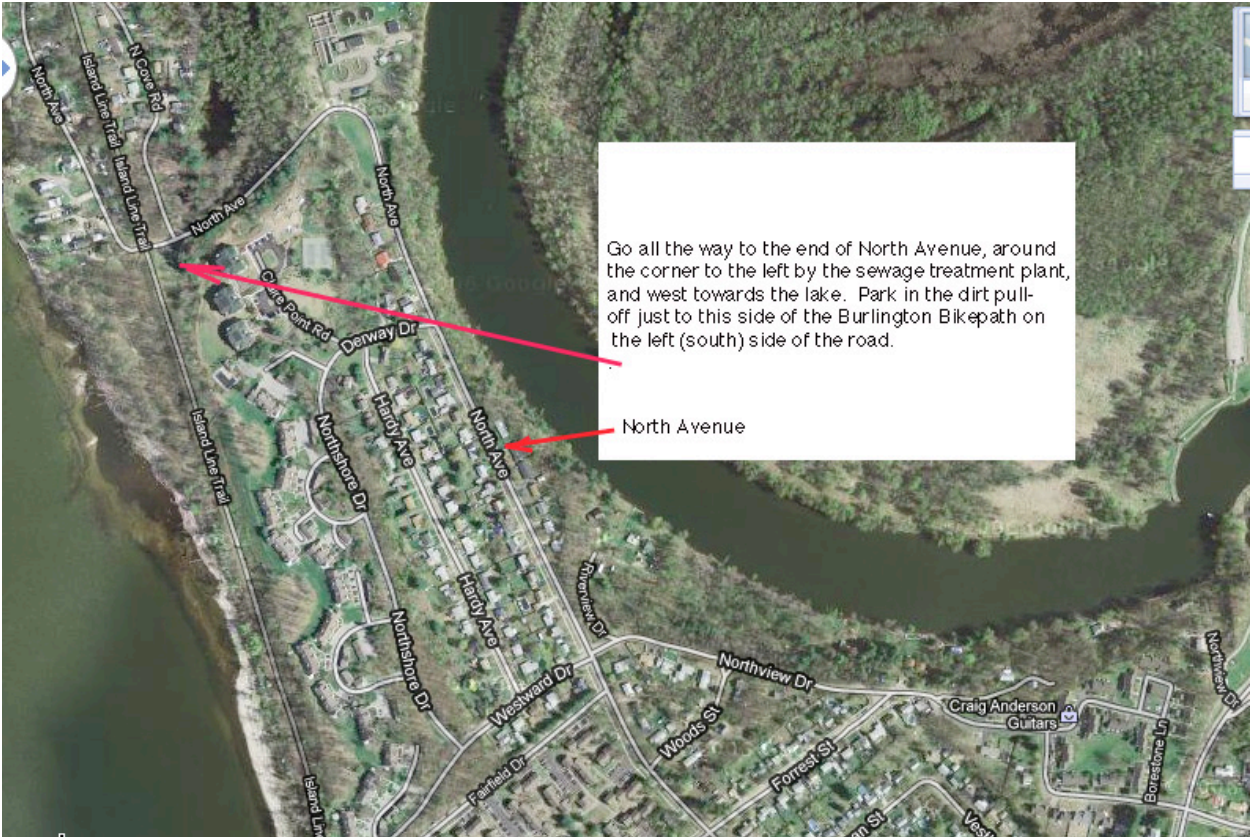 North Ave
Island Line Trail
Island Line Trail
N Cove Rd
North Ave
North Ave
Go all the way to the end of North Avenue, around
the corner to the left by the sewage treatment plant,
and west towards the lake. Park in the dirt pull-
off just to this side of the Burlington Bikepath on
the left (south) side of the road.
.
Derway Dr
North Avenue
North Ave
Hardy Ave
Northshore Dr
Island Line Trail
Riverview Dr
Hardy Ave
Northshore Dr
Westward Dr
Northview Dr
Northview Dr
Craig Anderson
Guitars
Woods St
Forrest St
Fairfield Dr
Borestone Ln